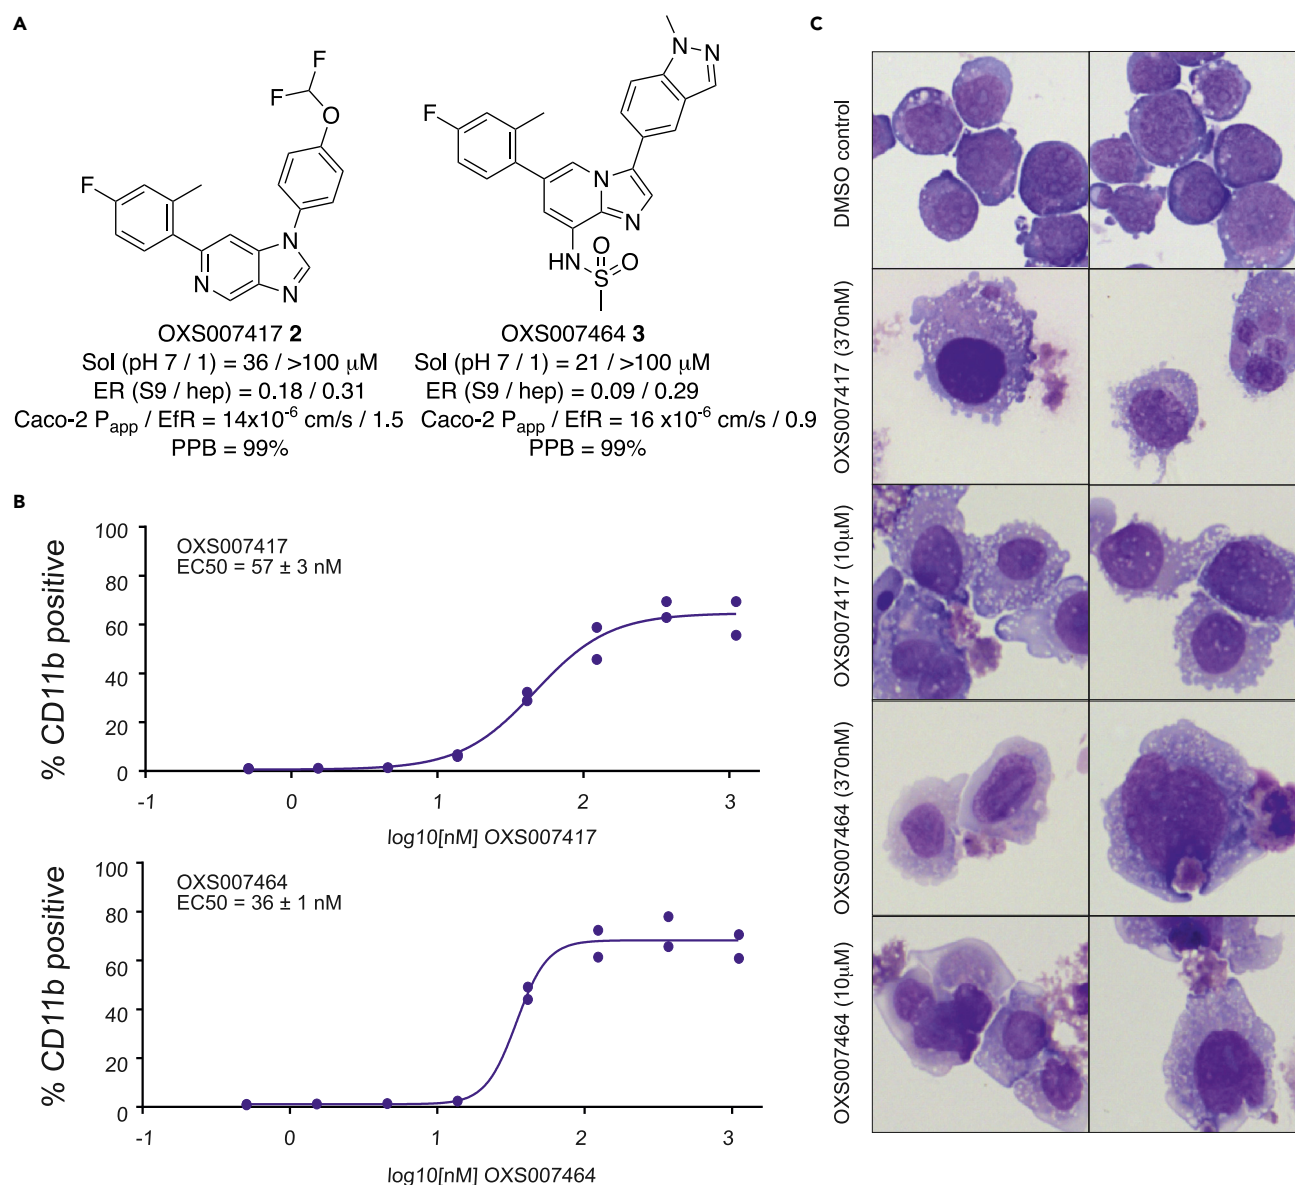 A
F
F
O
F
N
N
N
OXS007417 2
Sol (pH 7 / 1) = 36 / >100 μM
ER (S9 / hep) = 0.18 / 0.31
Caco-2 Papp / EfR = 14x10-6 cm/s / 1.5
PPB = 99%
N
N
F
N
N
HN
O
S
O
OXS007464 3
Sol (pH 7 / 1) = 21 / >100 μM
ER (S9 / hep) = 0.09 / 0.29
Caco-2 Papp / EfR = 16 x10-6 cm/s / 0.9
PPB = 99%
B
% CD11b positive
100
80
60
40
20
0
OXS007417
EC50 = 57 ± 3 nM
-1
0
1
2
3
log10[nM] OXS007417
% CD11b positive
100
80
60
40
20
0
OXS007464
EC50 = 36 ± 1 nM
-1
0
1
2
3
log10[nM] OXS007464
C
DMSO control
OXS007417 (370nM)
OXS007417 (10μM)
OXS007464 (370nM)
OXS007464 (10μM)